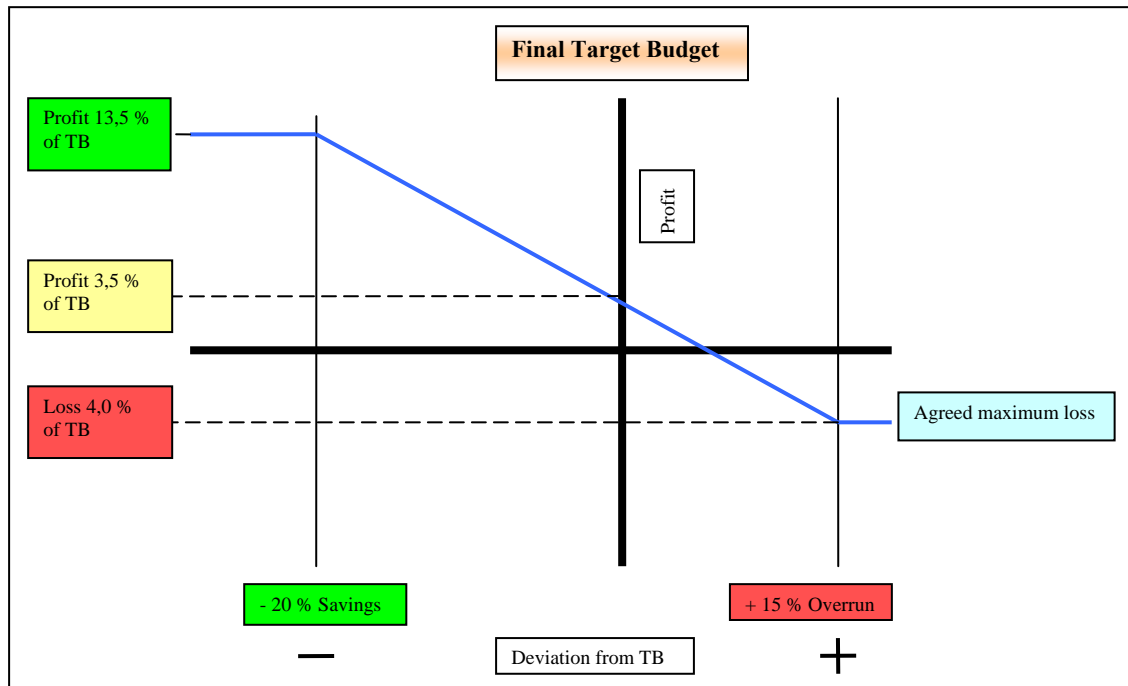 Final Target Budget
Profit 13,5 %
of TB
Profit
Profit 3,5 %
of TB
Loss 4,0 %
of TB
Agreed maximum loss
- 20 % Savings
+ 15 % Overrun
Deviation from TB